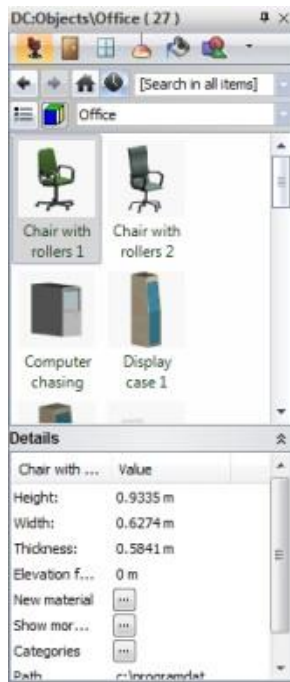 DC:Objects\Office ( 27 )
[Search in all items]
Office
Chair with
rollers 1
Chair with
rollers 2
Computer
chasing
Display
case 1
Details
Chair with ... Value
Height: 0.9335 m
Width: 0.6274 m
Thickness: 0.5841 m
Elevation f... 0 m
New material ...
Show mor... ...
Categories ...
Path c:\programdat